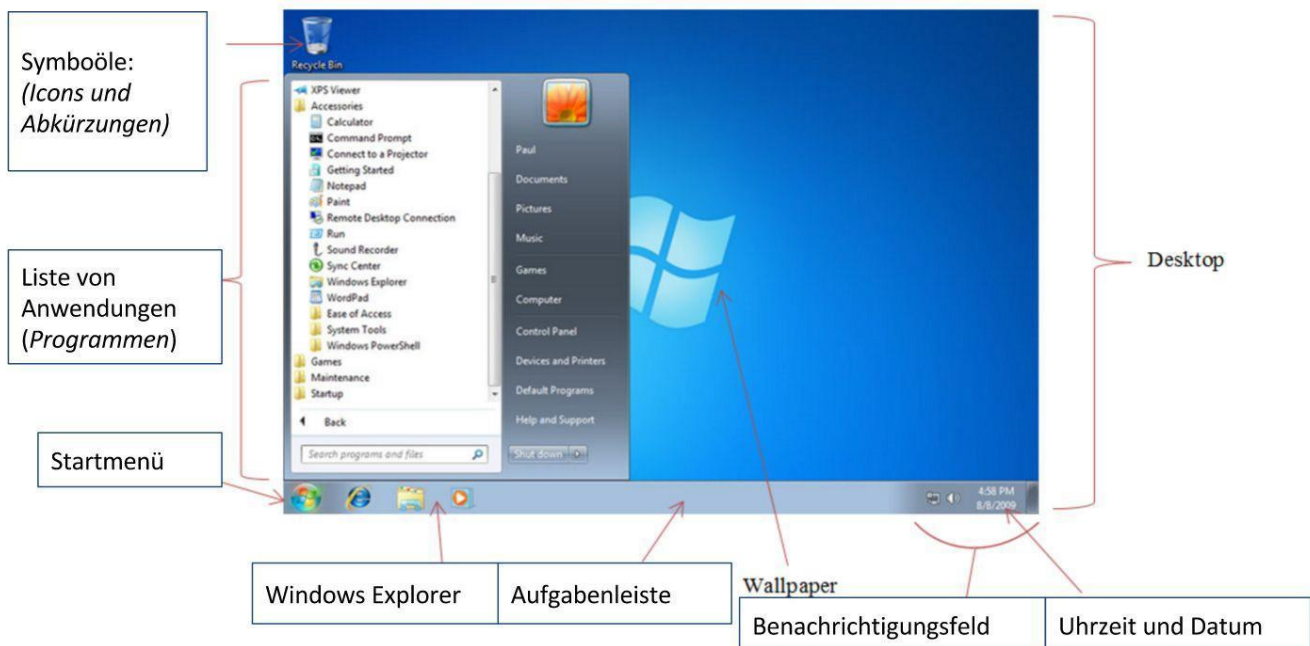 Symboöle:
(Icons und
Abkürzungen)
Recycle Bin
XPS Viewer
Accessories
Calculator
Command Prompt
Connect to a Projector
Getting Started
Notepad
Paint
Remote Desktop Connection
Run
Sound Recorder
Sync Center
Windows Explorer
WordPad
Ease of Access
System Tools
Windows PowerShell
Games
Maintenance
Startup
Back
Search programs and files
Paul
Documents
Pictures
Music
Games
Computer
Control Panel
Devices and Printers
Default Programs
Help and Support
Shut down
Liste von
Anwendungen
(Programmen)
Startmenü
Desktop
4:58 PM
8/8/2009
Windows Explorer
Aufgabenleiste
Wallpaper
Benachrichtigungsfeld
Uhrzeit und Datum